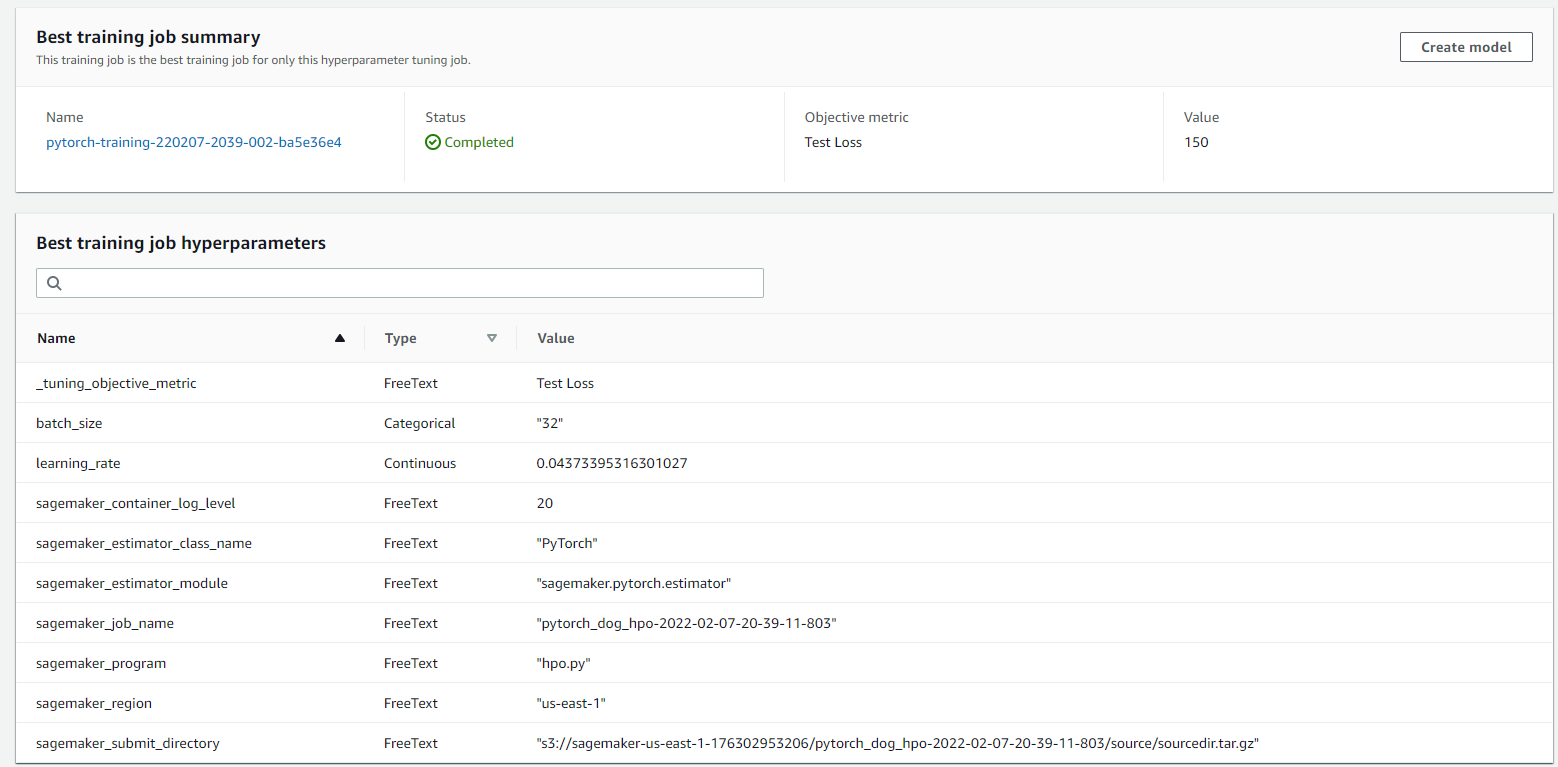 Best training job summary
This training job is the best training job for only this hyperparameter tuning job.
Create model
Name Status Objective metric Value
pytorch-training-220207-2039-002-ba5e36e4 Completed Test Loss 150
Best training job hyperparameters
Name Type Value
_tuning_objective_metric FreeText Test Loss
batch_size Categorical "32"
learning_rate Continuous 0.04373395316301027
sagemaker_container_log_level FreeText 20
sagemaker_estimator_class_name FreeText "PyTorch"
sagemaker_estimator_module FreeText "sagemaker.pytorch.estimator"
sagemaker_job_name FreeText "pytorch_dog_hpo-2022-02-07-20-39-11-803"
sagemaker_program FreeText "hpo.py"
sagemaker_region FreeText "us-east-1"
sagemaker_submit_directory FreeText "s3://sagemaker-us-east-1-176302953206/pytorch_dog_hpo-2022-02-07-20-39-11-803/source/sourcedir.tar.gz"